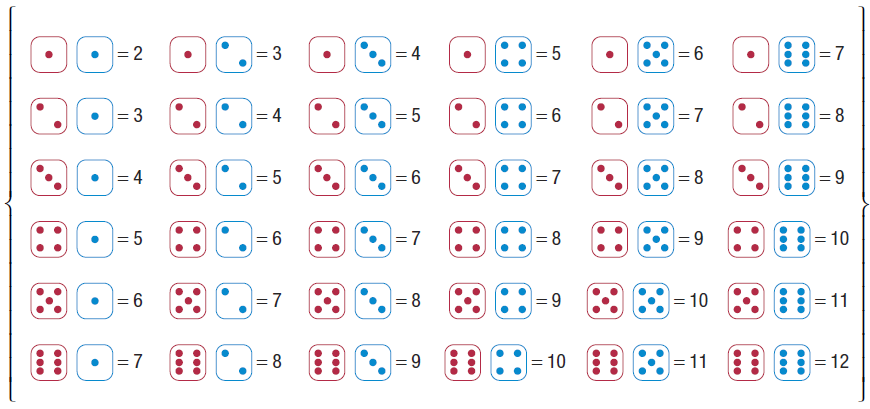 = 2 = 3 = 4 = 5 = 6 = 7
= 3 = 4 = 5 = 6 = 7 = 8
= 4 = 5 = 6 = 7 = 8 = 9
= 5 = 6 = 7 = 8 = 9 = 10
= 6 = 7 = 8 = 9 = 10 = 11
= 7 = 8 = 9 = 10 = 11 = 12